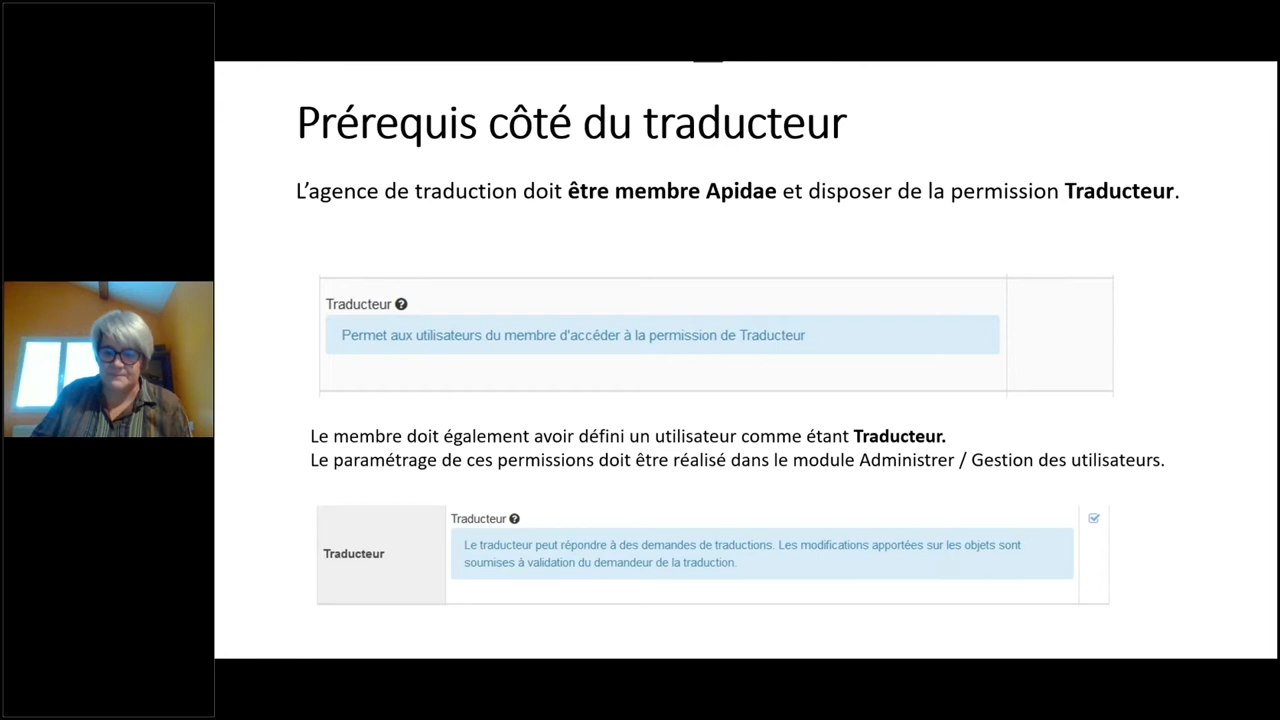 Prérequis côté du traducteur
L'agence de traduction doit être membre Apidae et disposer de la permission Traducteur.
Traducteur
Permet aux utilisateurs du membre d'accéder à la permission de Traducteur
Le membre doit également avoir défini un utilisateur comme étant Traducteur.
Le paramétrage de ces permissions doit être réalisé dans le module Administrer / Gestion des utilisateurs.
Traducteur
Traducteur
Le traducteur peut répondre à des demandes de traductions. Les modifications apportées sur les objets sont
soumises à validation du demandeur de la traduction.